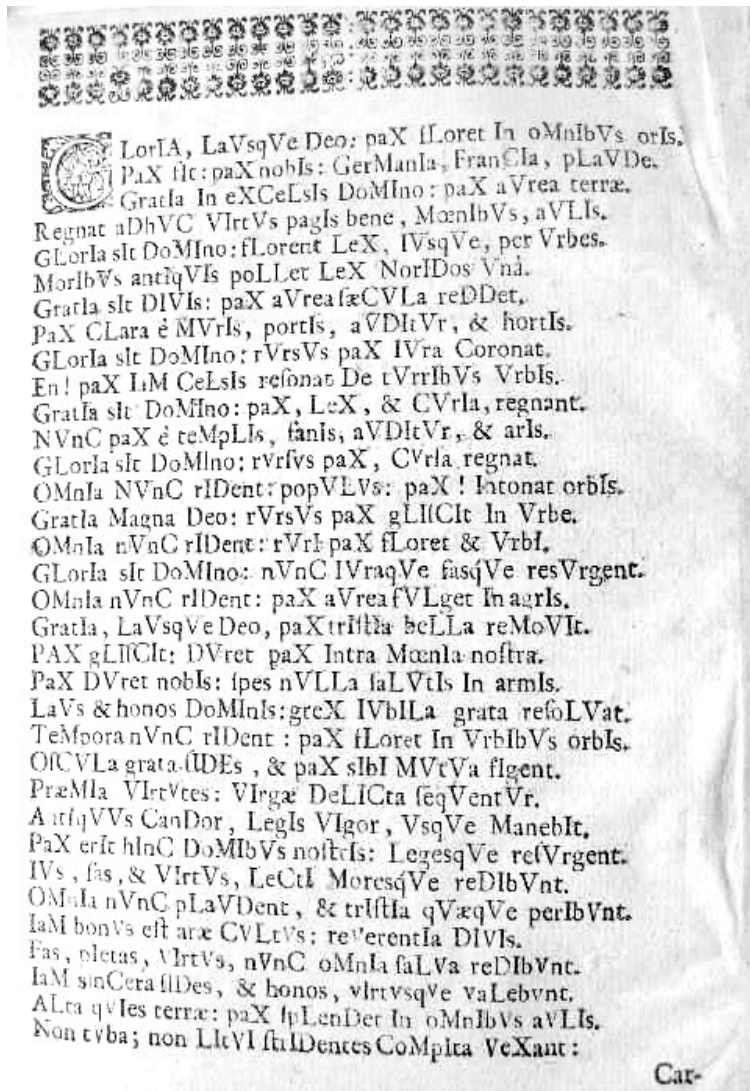 GLorIA, LaVsqVe Deo: paX fLoret In oMnIbVs orIs.
PaX sIt: paX nobIs: GerManIa, FranCIa, pLaVDe.
GratIa In eXCeLsIs DoMIno: paX aVrea terræ.
Regnat aDhVC VIrtVs pagIs bene, MœnIbVs, aVLIs.
GLorIa sIt DoMIno: fLorent LeX, IVsqVe, per Vrbes.
MorIbVs antIqVIs poLLet LeX NorIDos Vnà.
GratIa sIt DIVIs: paX aVrea ſæCVLa reDDet.
PaX CLara è MVrIs, portIs, aVDItVr, & hortIs.
GLorIa sIt DoMIno: rVrsVs paX IVra Coronat.
En! paX IaM CeLsIs reſonat De tVrrIbVs VrbIs.
GratIa sIt DoMIno: paX, LeX, & CVrIa, regnant.
NVnC paX è teMpLIs, fanis, aVDItVr, & arIs.
GLorIa sIt DoMIno: rVrſvs paX, CVrIa regnat.
OMnIa NVnC rIDent: popVLVs: paX! Intonat orbIs.
GratIa Magna Deo: rVrsVs paX gLIſCIt In Vrbe.
OMnIa nVnC rIDent: rVrI paX fLoret & VrbI.
GLorIa sIt DoMIno: nVnC IVraqVe fasq́Ve resVrgent.
OMnIa nVnC rIDent: paX aVrea fVLget In agrIs.
GratIa, LaVsqVe Deo, paX trIſtIa beLLa reMoVIt.
PAX gLIſCIt: DVret paX Intra MœnIa noſtra.
PaX DVret nobIs: ſpes nVLLa ſaLVtIs In armIs.
LaVs & honos DoMInIs: greX IVbILa grata reſoLVat.
TeMpora nVnC rIDent: paX fLoret In VrbIbVs orbIs.
OſCVLa grata fIDEs, & paX sIbI MVtVa fIgent.
PræMIa VIrtVtes: VIrgæ DeLICta ſeqVentVr.
AntIqVVs CanDor, LegIs VIgor, VsqVe ManebIt.
PaX erIt hInC DoMIbVs noſtrIs: LegesqVe reſVrgent.
IVs, fas, & VIrtVs, LeCtI Moresq́Ve reDIbVnt.
OMnIa nVnC pLaVDent, & trIſtIa qVæqVe perIbVnt.
IaM bonVs eſt aræ CVLtVs: reVerentIa DIVIs.
Fas, pIetas, VIrtVs, nVnC oMnIa ſaLVa reDIbVnt.
IaM sInCera fIDes, & honos, vIrtvsqVe vaLebvnt.
ALta qVIes terræ: paX ſpLenDet In oMnIbVs aVLIs.
Non tvba; non LItVI ſtrIDentes CoMpIta VeXant:
Car-